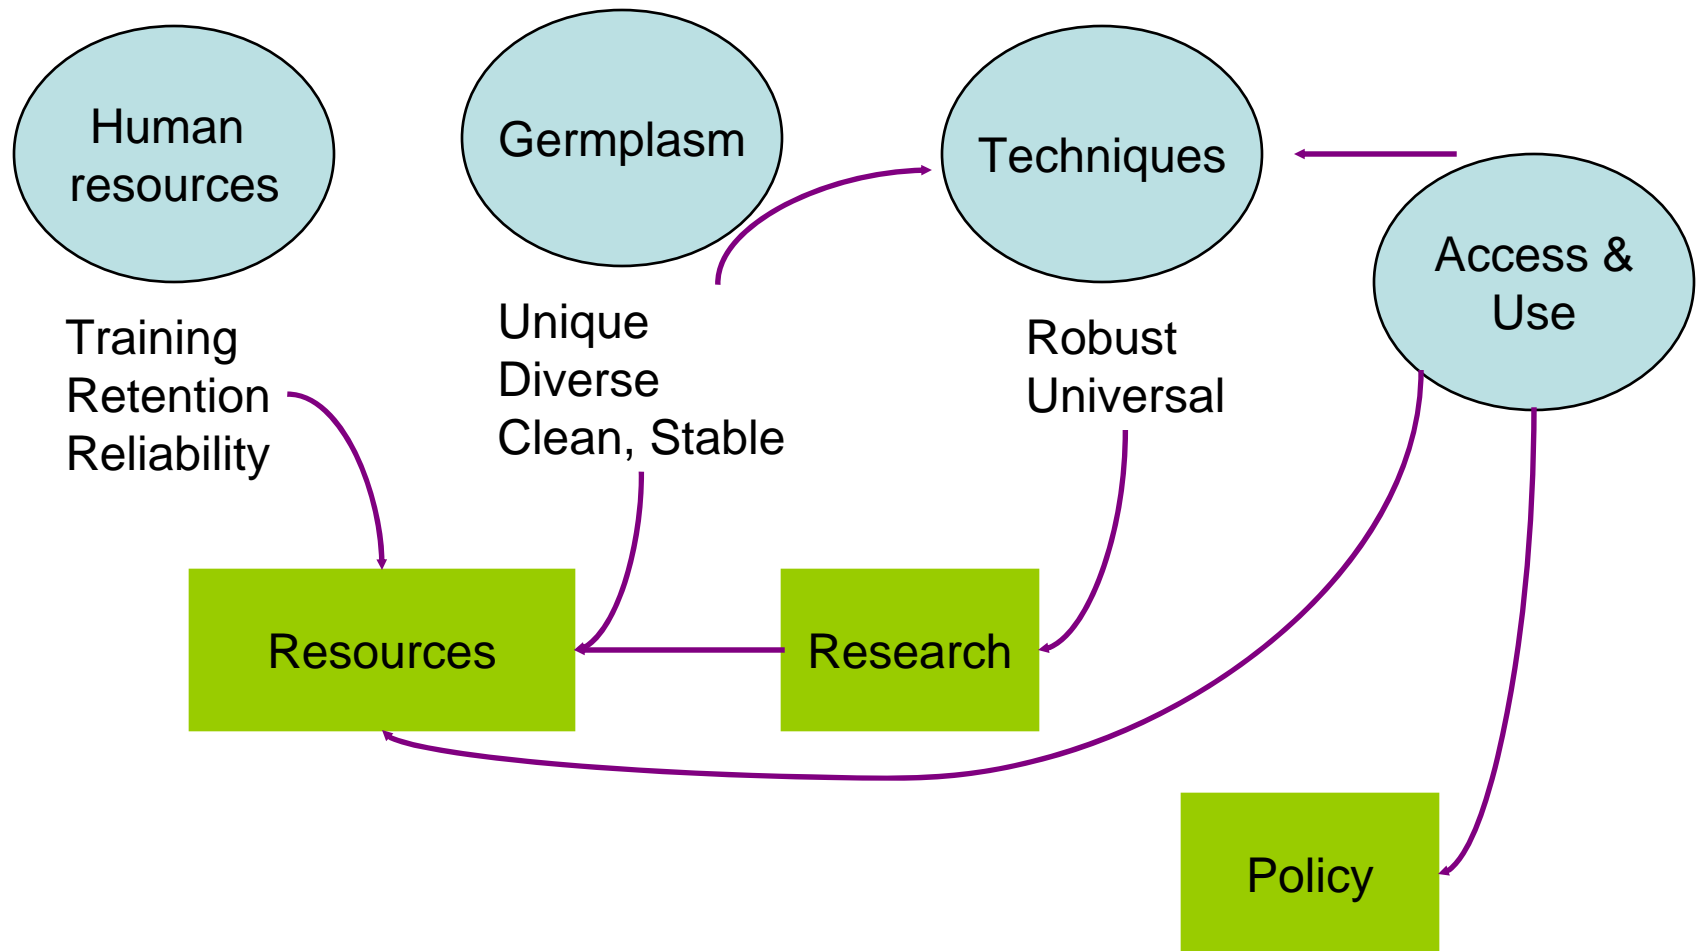 Human
resources
Germplasm
Techniques
Access &
Use
Training
Retention
Reliability
Unique
Diverse
Clean, Stable
Robust
Universal
Resources
Research
Policy